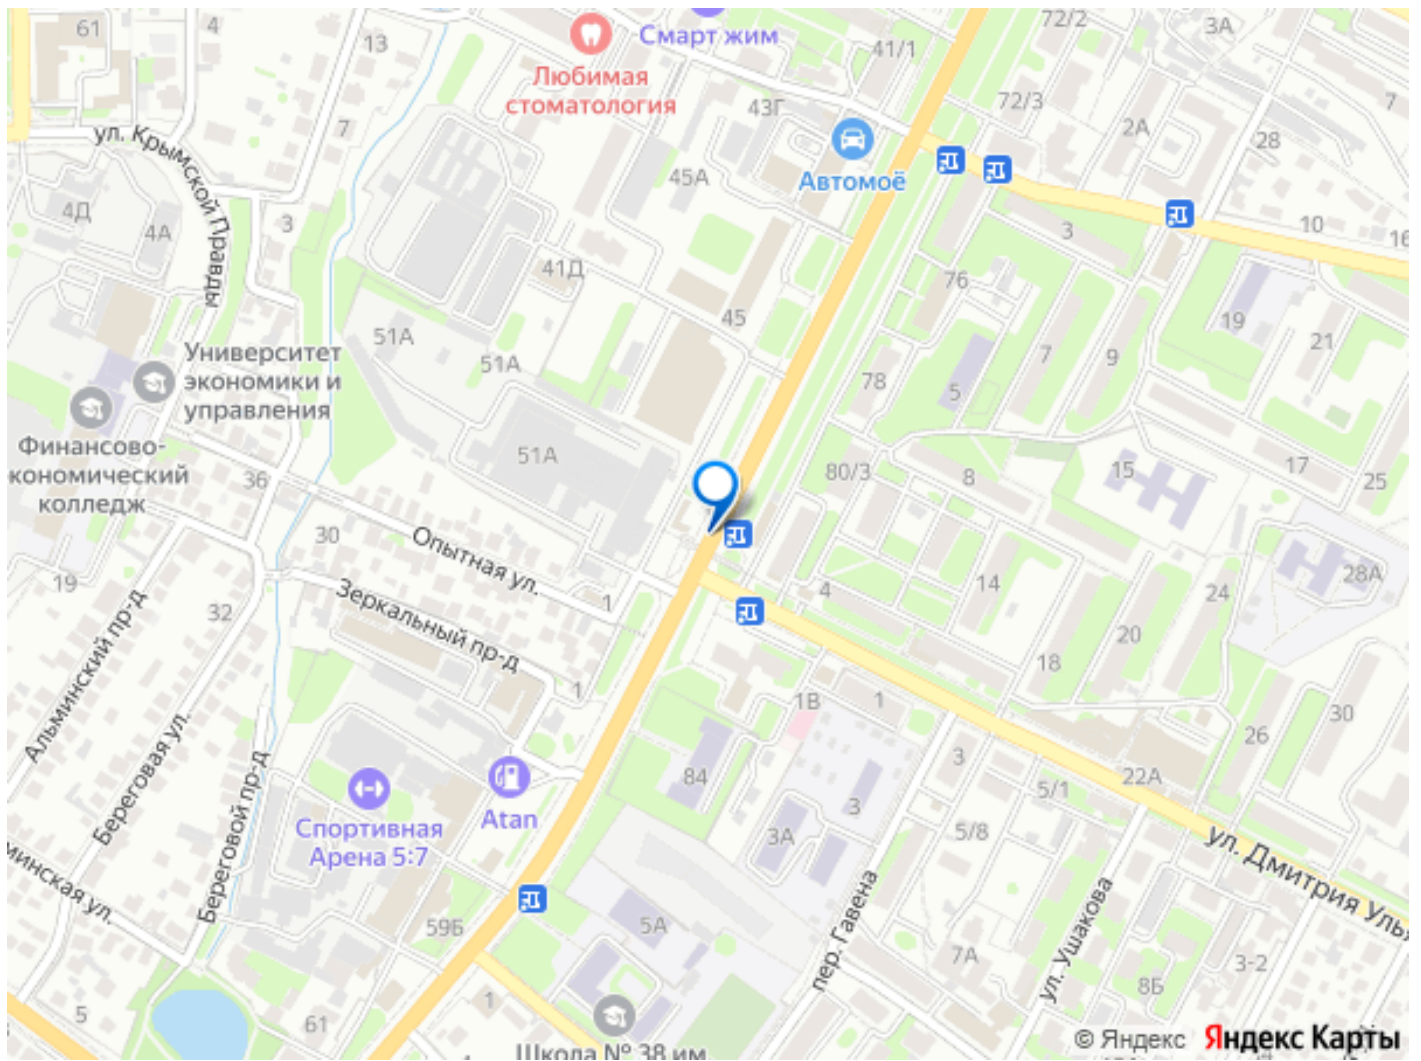 61
4
13
Смарт жим
41/1
72/2
3А
Любимая
стоматология
43Г
72/3
2А
7
28
ул. Крымской Правды
7
45А
Автомоё
4Д
4А
3
41Д
3
10
16
76
45
19
21
51А
51А
Университет
экономики и
управления
78
5
7
9
Финансово-
кономический
колледж
36
51А
80/3
8
15
17
25
30
Опытная ул.
19
32
Зеркальный пр-д
1
4
14
24
28А
20
18
Альминский пр-д
Береговая ул.
Береговой пр-д
1
1В
1
30
26
3
84
22А
5/1
Atan
3А
3
5/8
Спортивная
Арена 5:7
ул. Дмитрия Улья
минская ул.
59Б
5А
пер. Гавена
ул. Ушакова
7А
3-2
8Б
5
61
1
Школа № 38 им.
© Яндекс Яндекс Карты